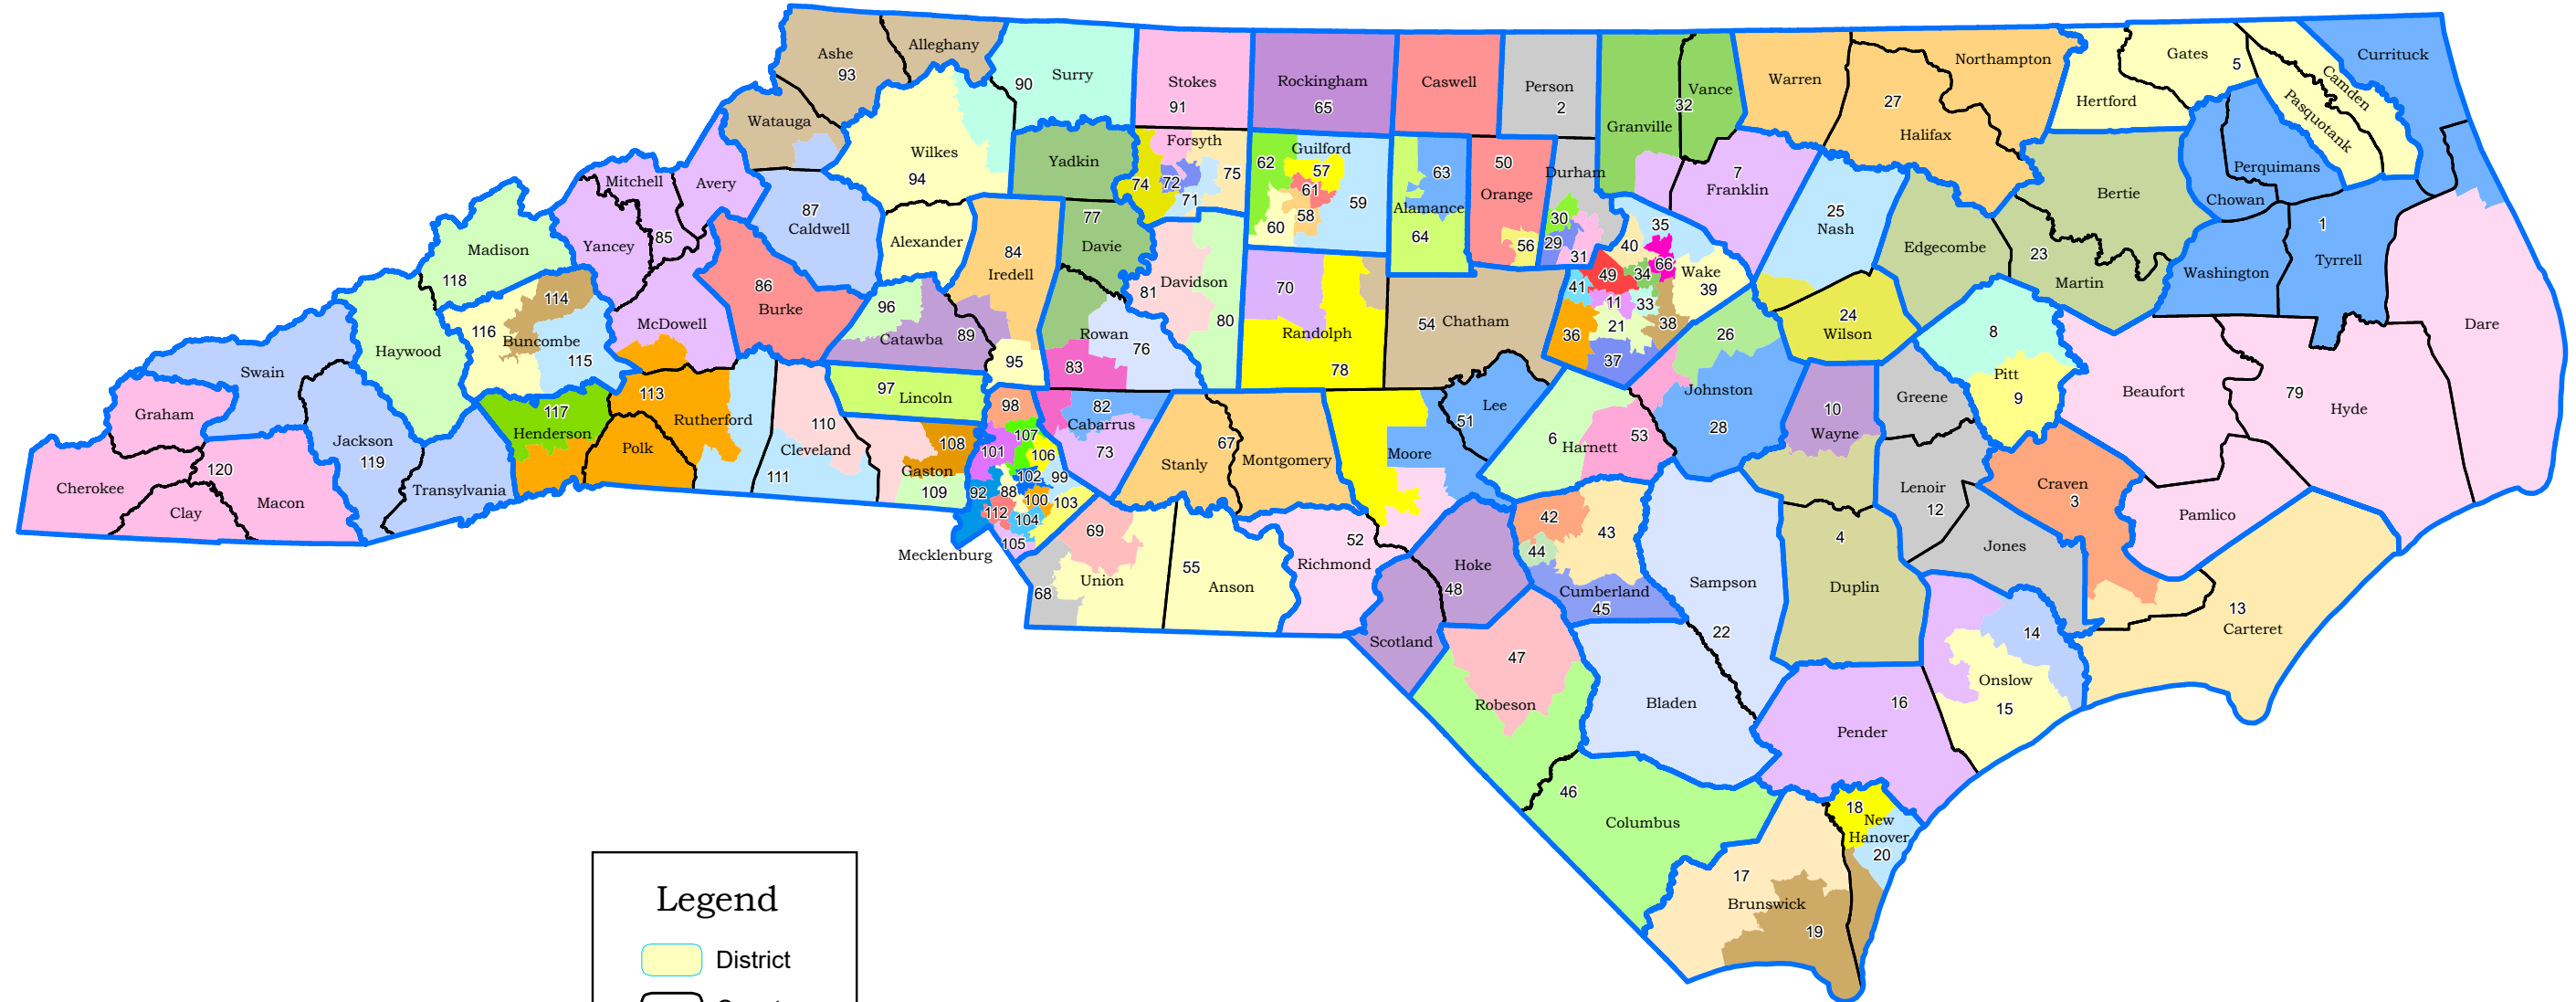 Ashe
93
Alleghany
90
Surry
Stokes
91
Rockingham
65
Caswell
Person
2
Granville
32
Vance
Warren
Northampton
27
Halifax
Gates
5
Hertford
Camden
Pasquotank
Currituck
Watauga
Wilkes
94
Yadkin
Forsyth
74
72
71
75
Guilford
62
57
61
58
60
59
63
Alamance
64
50
Orange
56
Durham
30
29
31
7
Franklin
25
Nash
Edgecombe
Bertie
23
Martin
Perquimans
Chowan
1
Washington
Tyrrell
Dare
Mitchell
Avery
Yancey
85
87
Caldwell
Alexander
84
Iredell
77
Davie
Davidson
81
80
70
Randolph
78
54
Chatham
35
40
66
49
34
Wake
39
41
11
33
36
21
38
37
Madison
118
114
116
Buncombe
115
McDowell
86
Burke
96
Catawba
89
95
Rowan
76
83
26
Johnston
28
24
Wilson
8
Pitt
9
Beaufort
79
Hyde
Haywood
Swain
Graham
Jackson
119
Cherokee
120
Macon
Clay
Transylvania
117
Henderson
113
Rutherford
Polk
110
Cleveland
111
97
Lincoln
108
Gaston
109
98
107
101
106
102
99
92
88
100
103
112
104
105
Mecklenburg
82
Cabarrus
73
Stanly
67
Montgomery
Moore
51
Lee
6
Harnett
53
10
Wayne
Greene
Lenoir
12
Craven
3
Pamlico
Jones
69
Union
68
55
Anson
52
Richmond
Hoke
48
Scotland
42
43
44
Cumberland
45
Sampson
22
4
Duplin
13
Carteret
14
Onslow
15
47
Robeson
Bladen
16
Pender
46
Columbus
18
New
Hanover
20
17
Brunswick
19
Legend
District